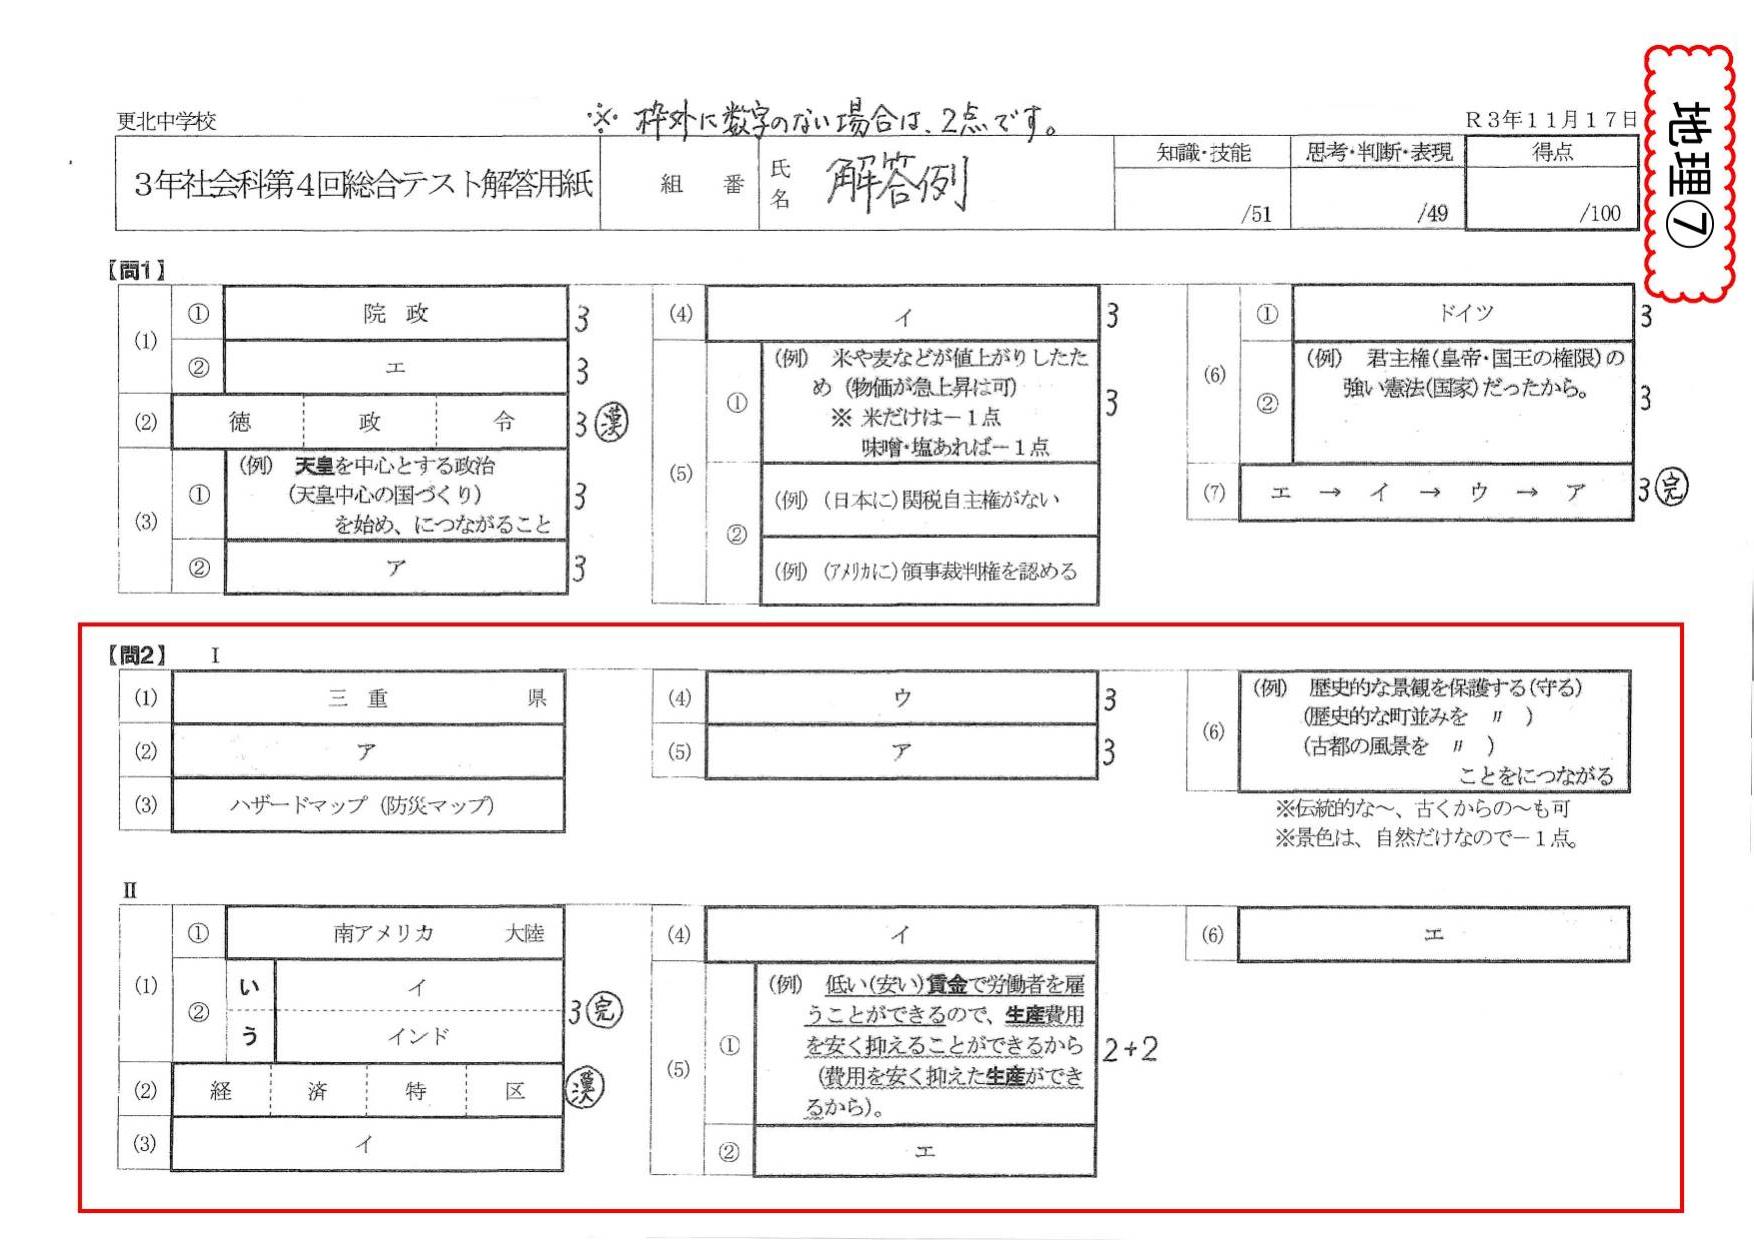 更北中学校
※ 枠外に数字のない場合は、2点です。
R3年11月17日
地理⑦
3年社会科第4回総合テスト解答用紙
組 番
氏名 解答例
知識・技能 /51
思考・判断・表現 /49
得点 /100
【問1】
(1) ① 院政 3
② エ 3
(2) 徳 政 令 3 漢
(3) ① (例) 天皇を中心とする政治
(天皇中心の国づくり)
を始め、につながること 3
② ア 3
(4) イ 3
(5) ① (例) 米や麦などが値上がりしたた
め (物価が急上昇は可)
※ 米だけは－1点
味噌・塩あれば－1点 3
② (例) (日本に)関税自主権がない
(例) (アメリカに)領事裁判権を認める
(6) ① ドイツ 3
② (例) 君主権(皇帝・国王の権限)の
強い憲法(国家)だったから。 3
(7) エ → イ → ウ → ア 3 完
【問2】 Ⅰ
(1) 三重 県
(2) ア
(3) ハザードマップ (防災マップ)
(4) ウ 3
(5) ア 3
(6) (例) 歴史的な景観を保護する(守る)
(歴史的な町並みを 〃 )
(古都の風景を 〃 )
ことをにつながる
※伝統的な～、古くからの～も可
※景色は、自然だけなので－1点。
Ⅱ
(1) ① 南アメリカ 大陸
② い イ
う インド 3 完
(2) 経 済 特 区 漢
(3) イ
(4) イ
(5) ① (例) 低い(安い)賃金で労働者を雇
うことができるので、生産費用
を安く抑えることができるから
(費用を安く抑えた生産ができ
るから)。 2+2
② エ
(6) エ